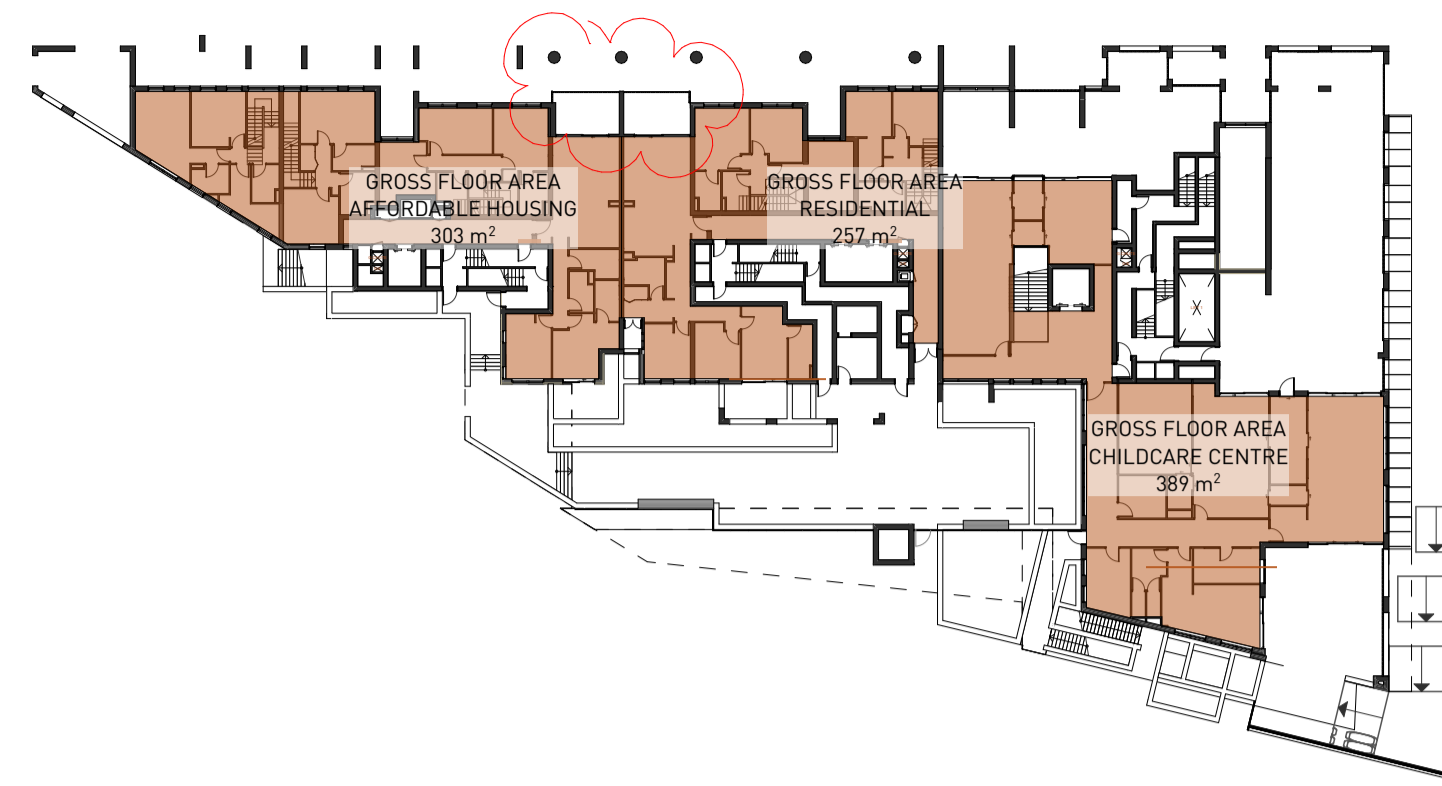 GROSS FLOOR AREA
AFFORDABLE HOUSING
303 m²
GROSS FLOOR AREA
RESIDENTIAL
257 m²
GROSS FLOOR AREA
CHILDCARE CENTRE
389 m²